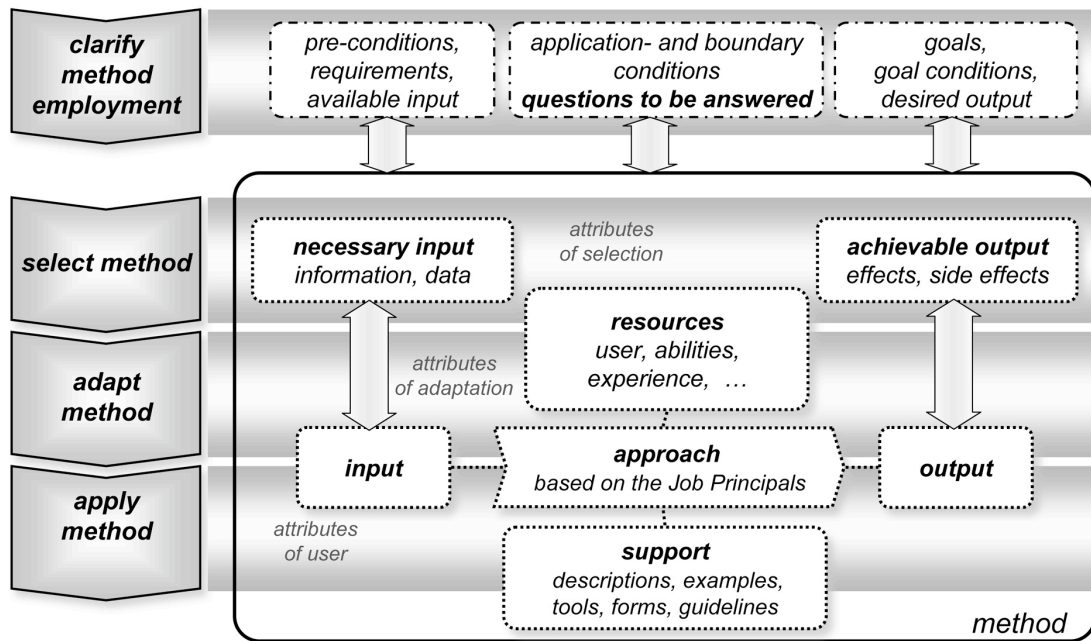 clarify
method
employment
pre-conditions,
requirements,
available input
application- and boundary
conditions
questions to be answered
goals,
goal conditions,
desired output
select method
necessary input
information, data
attributes
of selection
achievable output
effects, side effects
resources
user, abilities,
experience, …
adapt
method
attributes
of adaptation
input
approach
based on the Job Principals
output
apply
method
attributes
of user
support
descriptions, examples,
tools, forms, guidelines
method